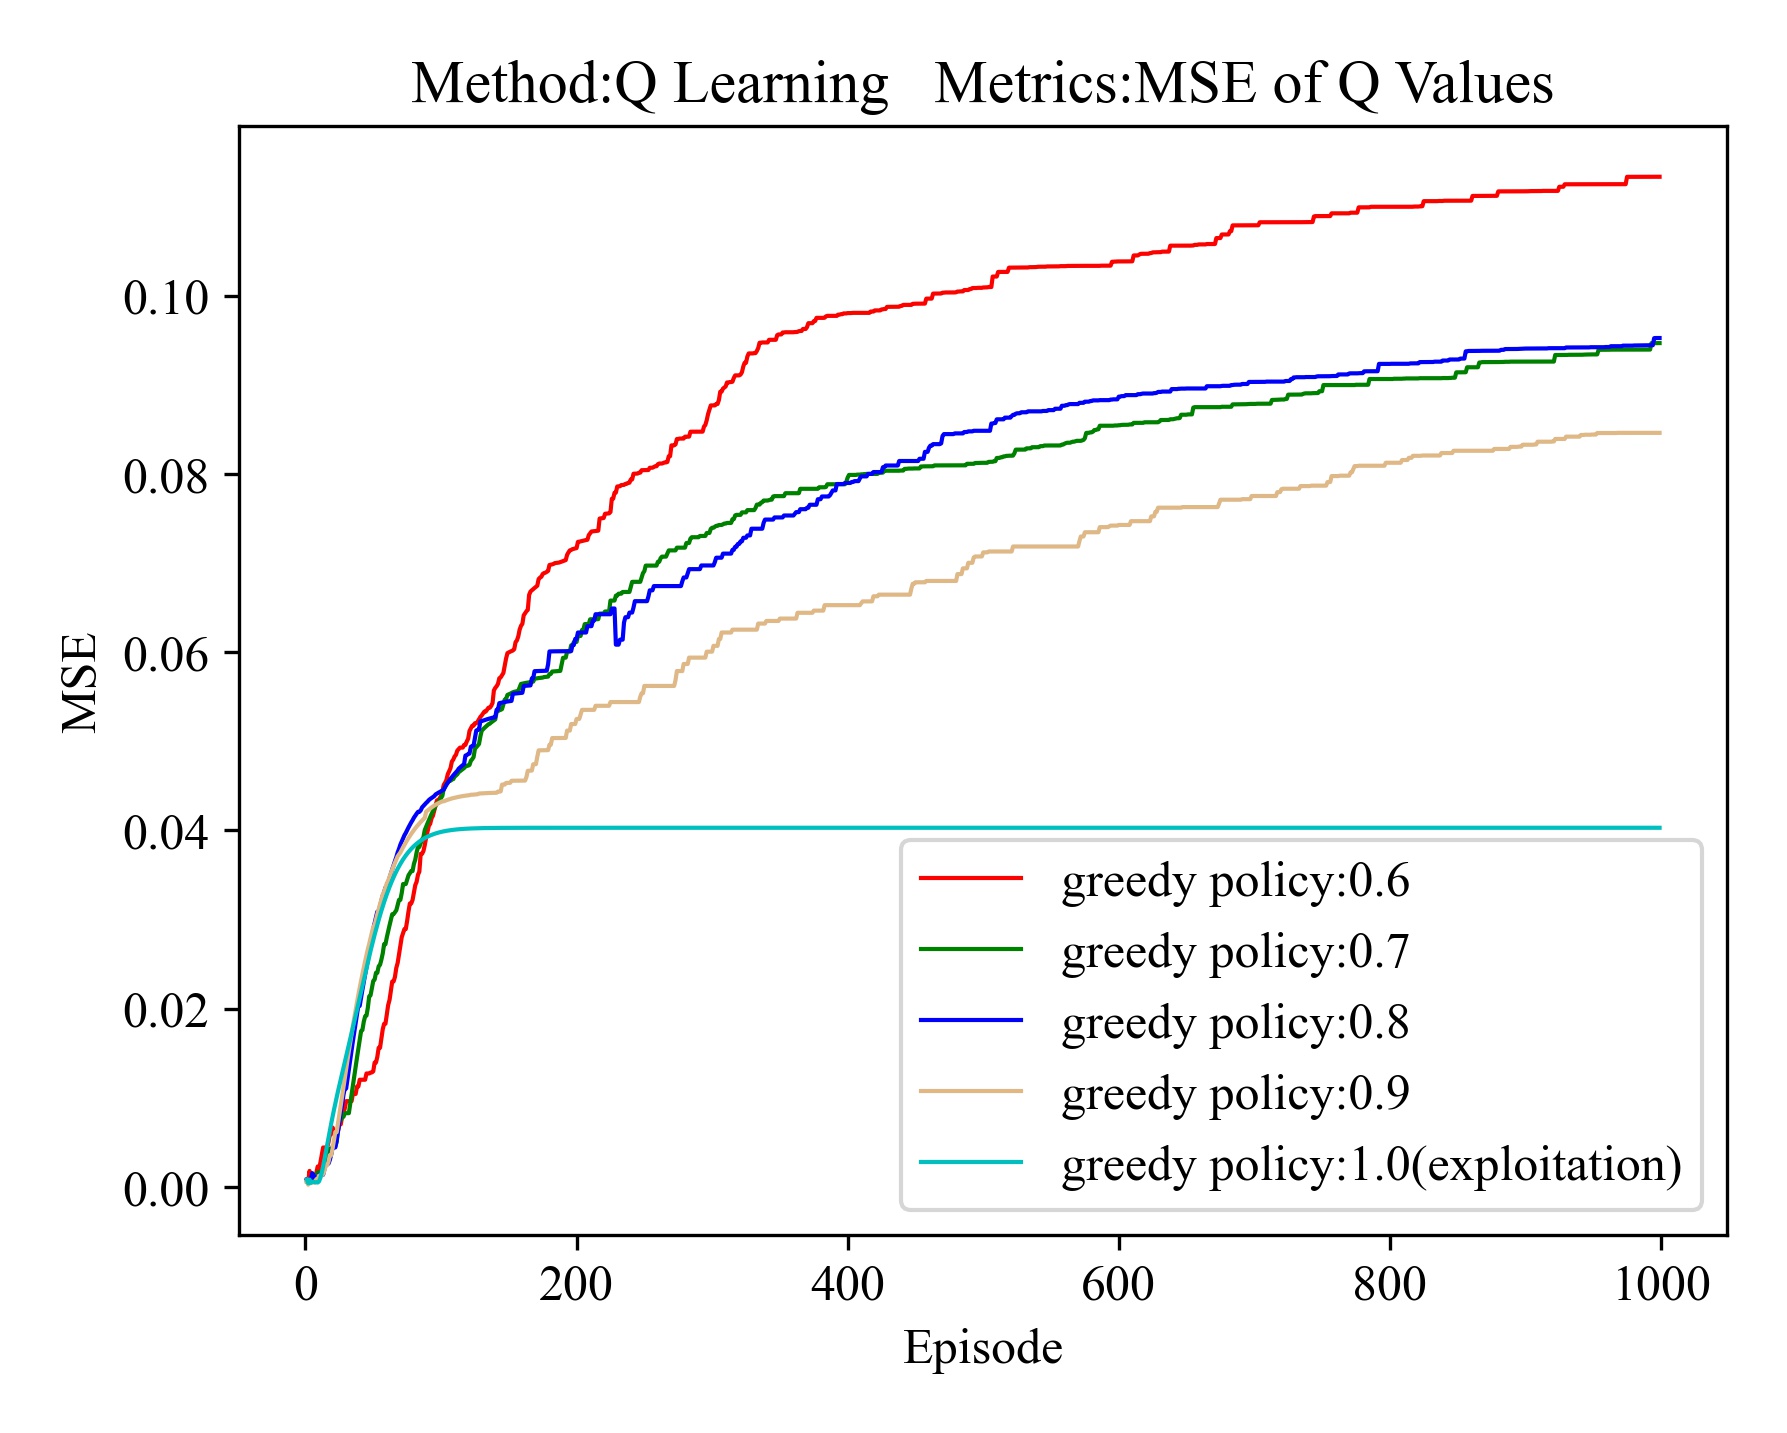 Method:Q Learning   Metrics:MSE of Q Values
0.10
0.08
0.06
0.04
0.02
0.00
MSE
greedy policy:0.6
greedy policy:0.7
greedy policy:0.8
greedy policy:0.9
greedy policy:1.0(exploitation)
0 200 400 600 800 1000
Episode